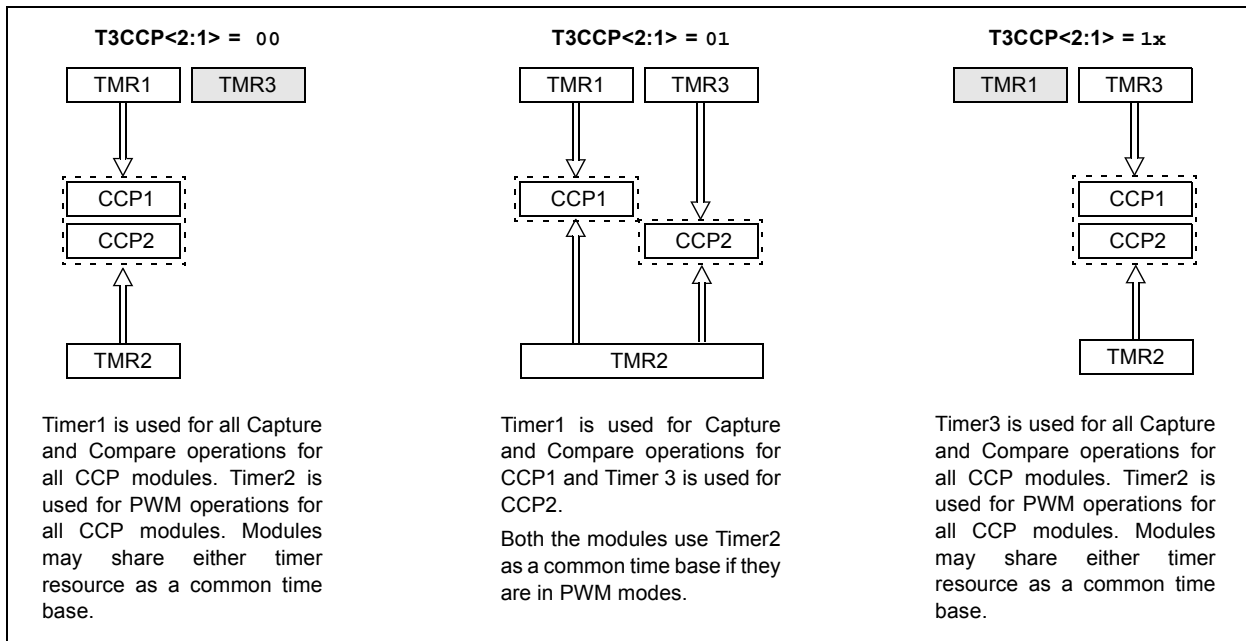 T3CCP<2:1> = 00
TMR1
TMR3
CCP1
CCP2
TMR2
Timer1 is used for all Capture
and Compare operations for
all CCP modules. Timer2 is
used for PWM operations for
all CCP modules. Modules
may share either timer
resource as a common time
base.
T3CCP<2:1> = 01
TMR1
TMR3
CCP1
CCP2
TMR2
Timer1 is used for Capture
and Compare operations for
CCP1 and Timer 3 is used for
CCP2.
Both the modules use Timer2
as a common time base if they
are in PWM modes.
T3CCP<2:1> = 1x
TMR1
TMR3
CCP1
CCP2
TMR2
Timer3 is used for all Capture
and Compare operations for
all CCP modules. Timer2 is
used for PWM operations for
all CCP modules. Modules
may share either timer
resource as a common time
base.